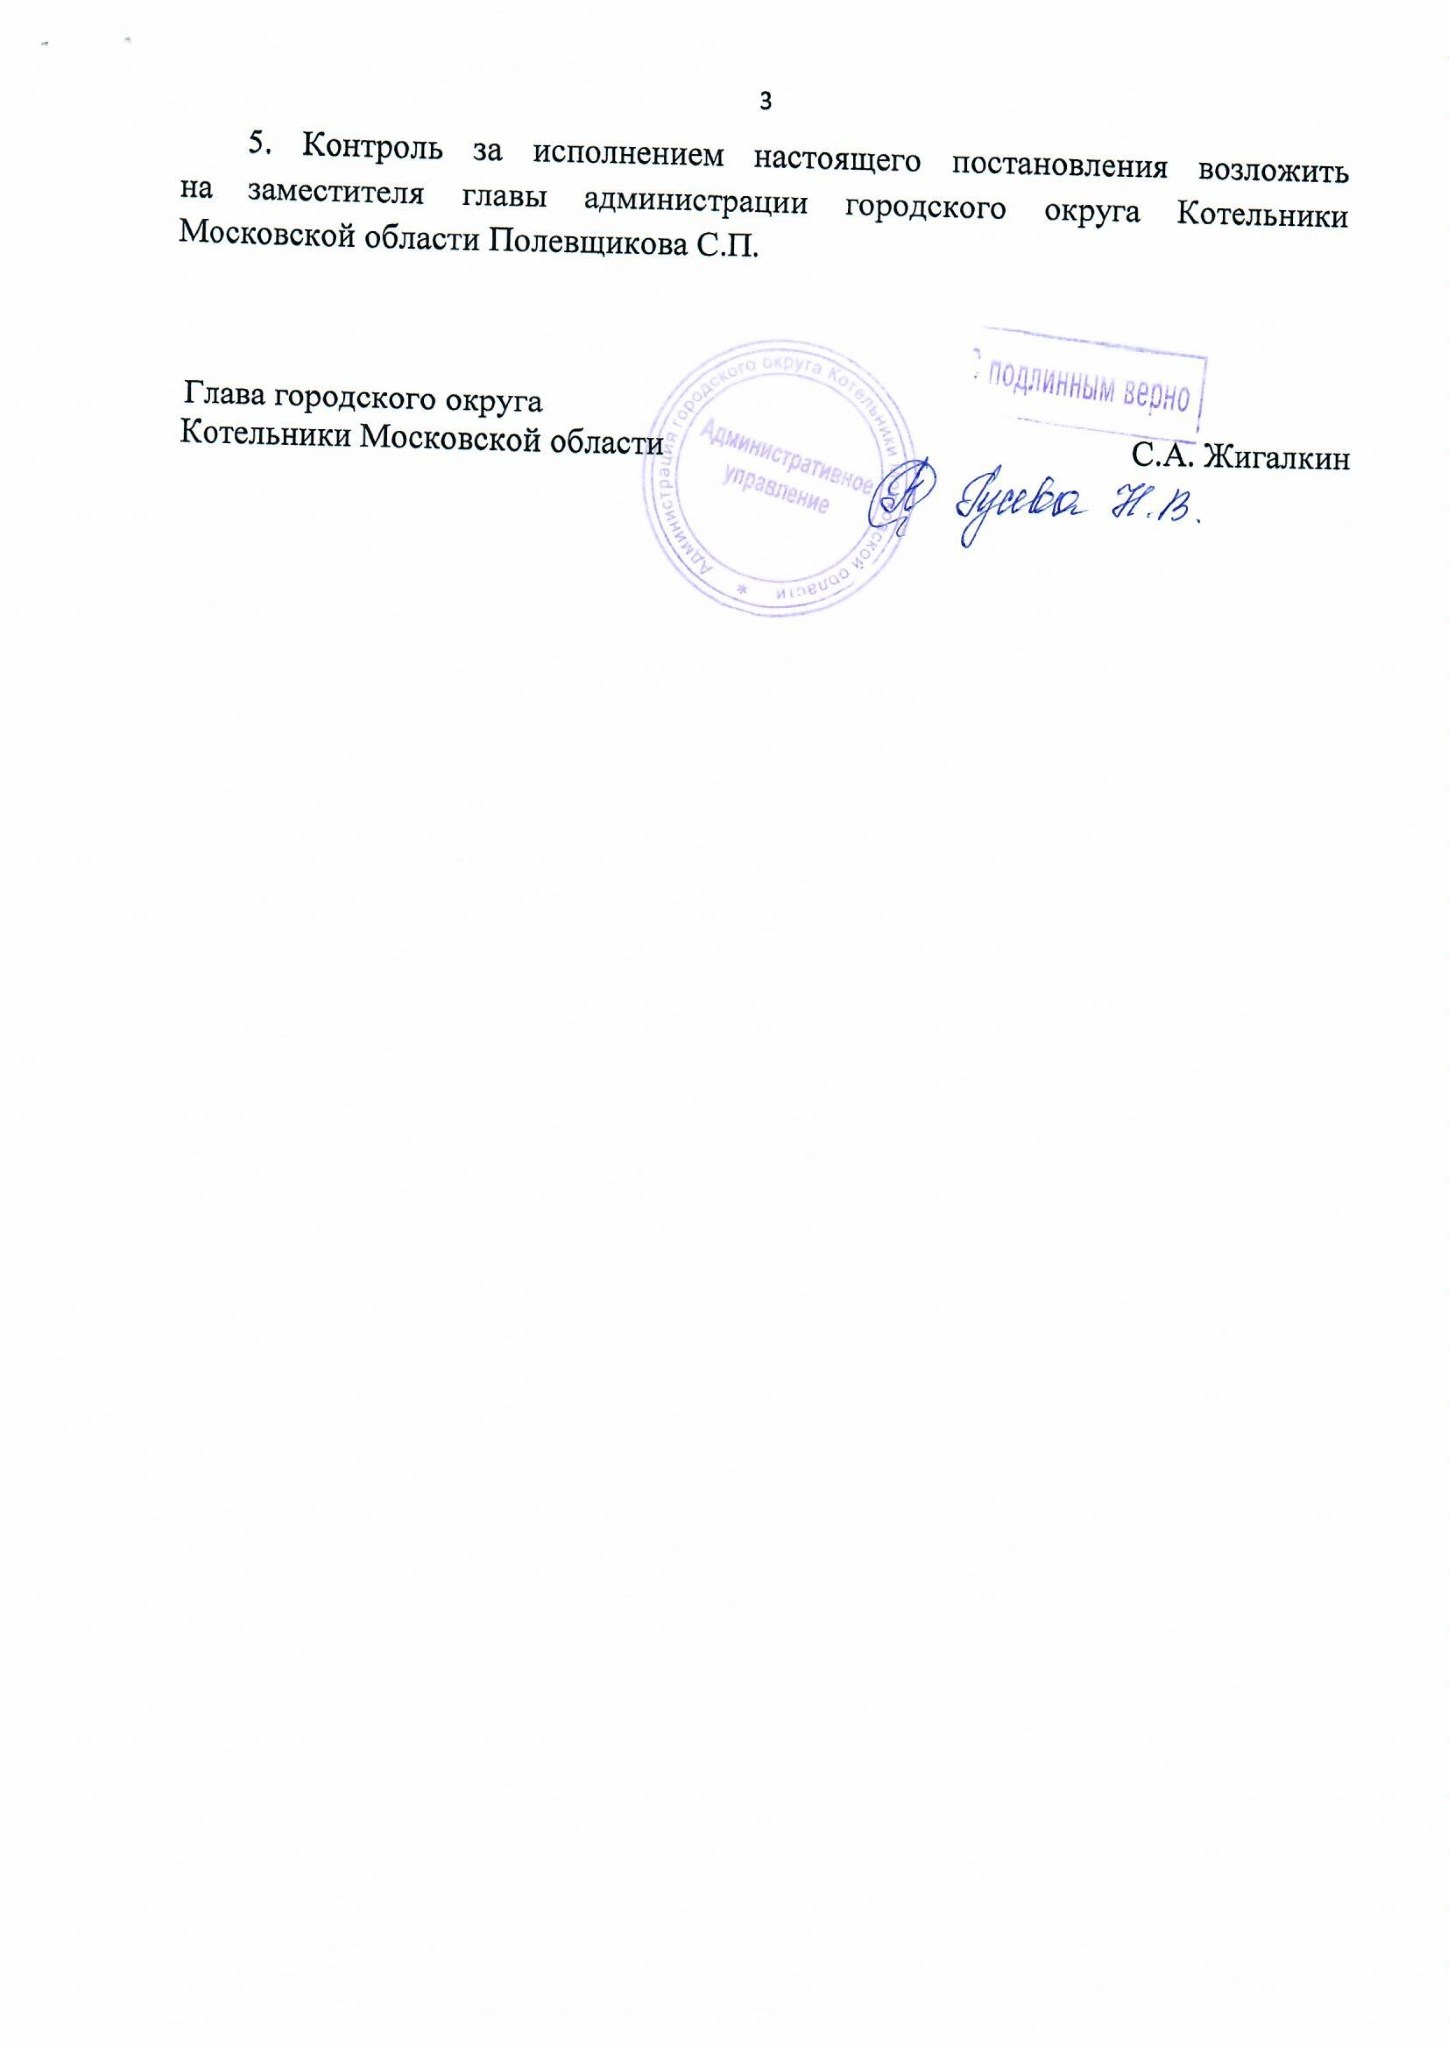 3
5. Контроль за исполнением настоящего постановления возложить
на заместителя главы администрации городского округа Котельники
Московской области Полевщикова С.П.
подлинным верно
Глава городского округа
Котельники Московской области
С.А. Жигалкин
Администрация городского округа Котельники Московской области *
Административное
управление
Гусева Н.В.